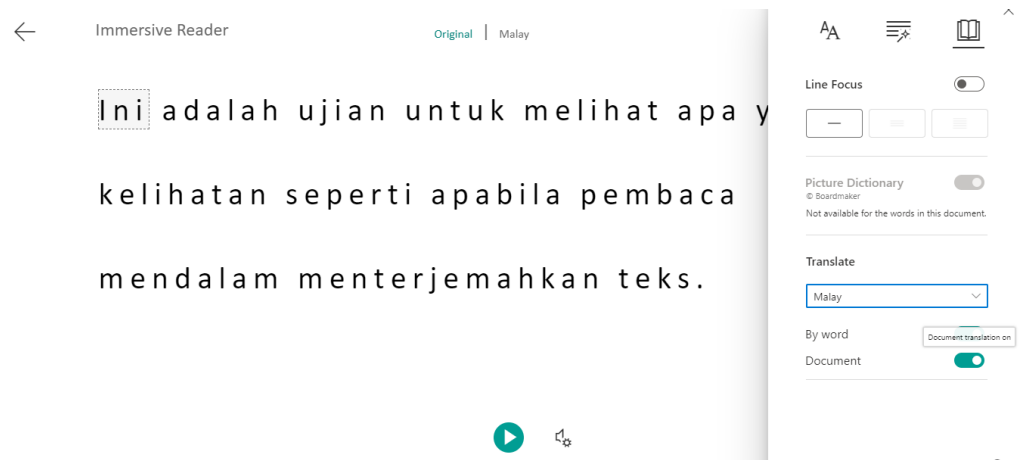 Immersive Reader
Original | Malay
Ini adalah ujian untuk melihat apa
kelihatan seperti apabila pembaca
mendalam menterjemahkan teks.
Line Focus
Picture Dictionary
© Boardmaker
Not available for the words in this document.
Translate
Malay
By word
Document translation on
Document